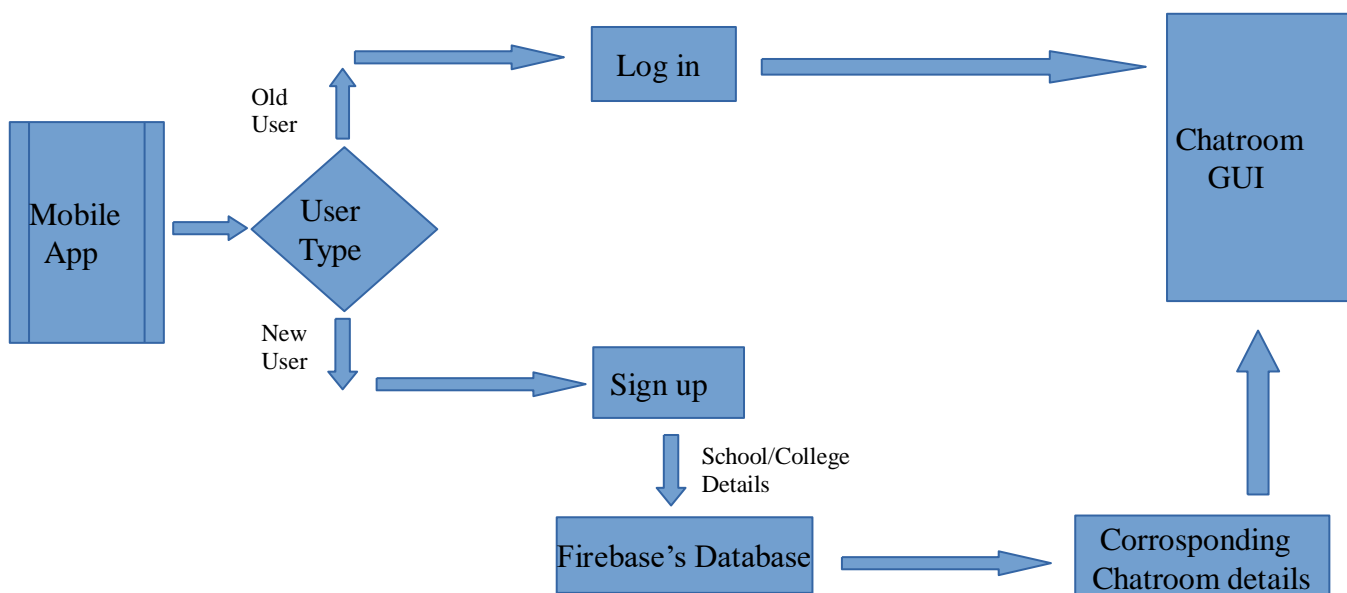 Mobile
App
User
Type
Old
User
Log in
Chatroom
GUI
New
User
Sign up
School/College
Details
Firebase’s Database
Corrosponding
Chatroom details